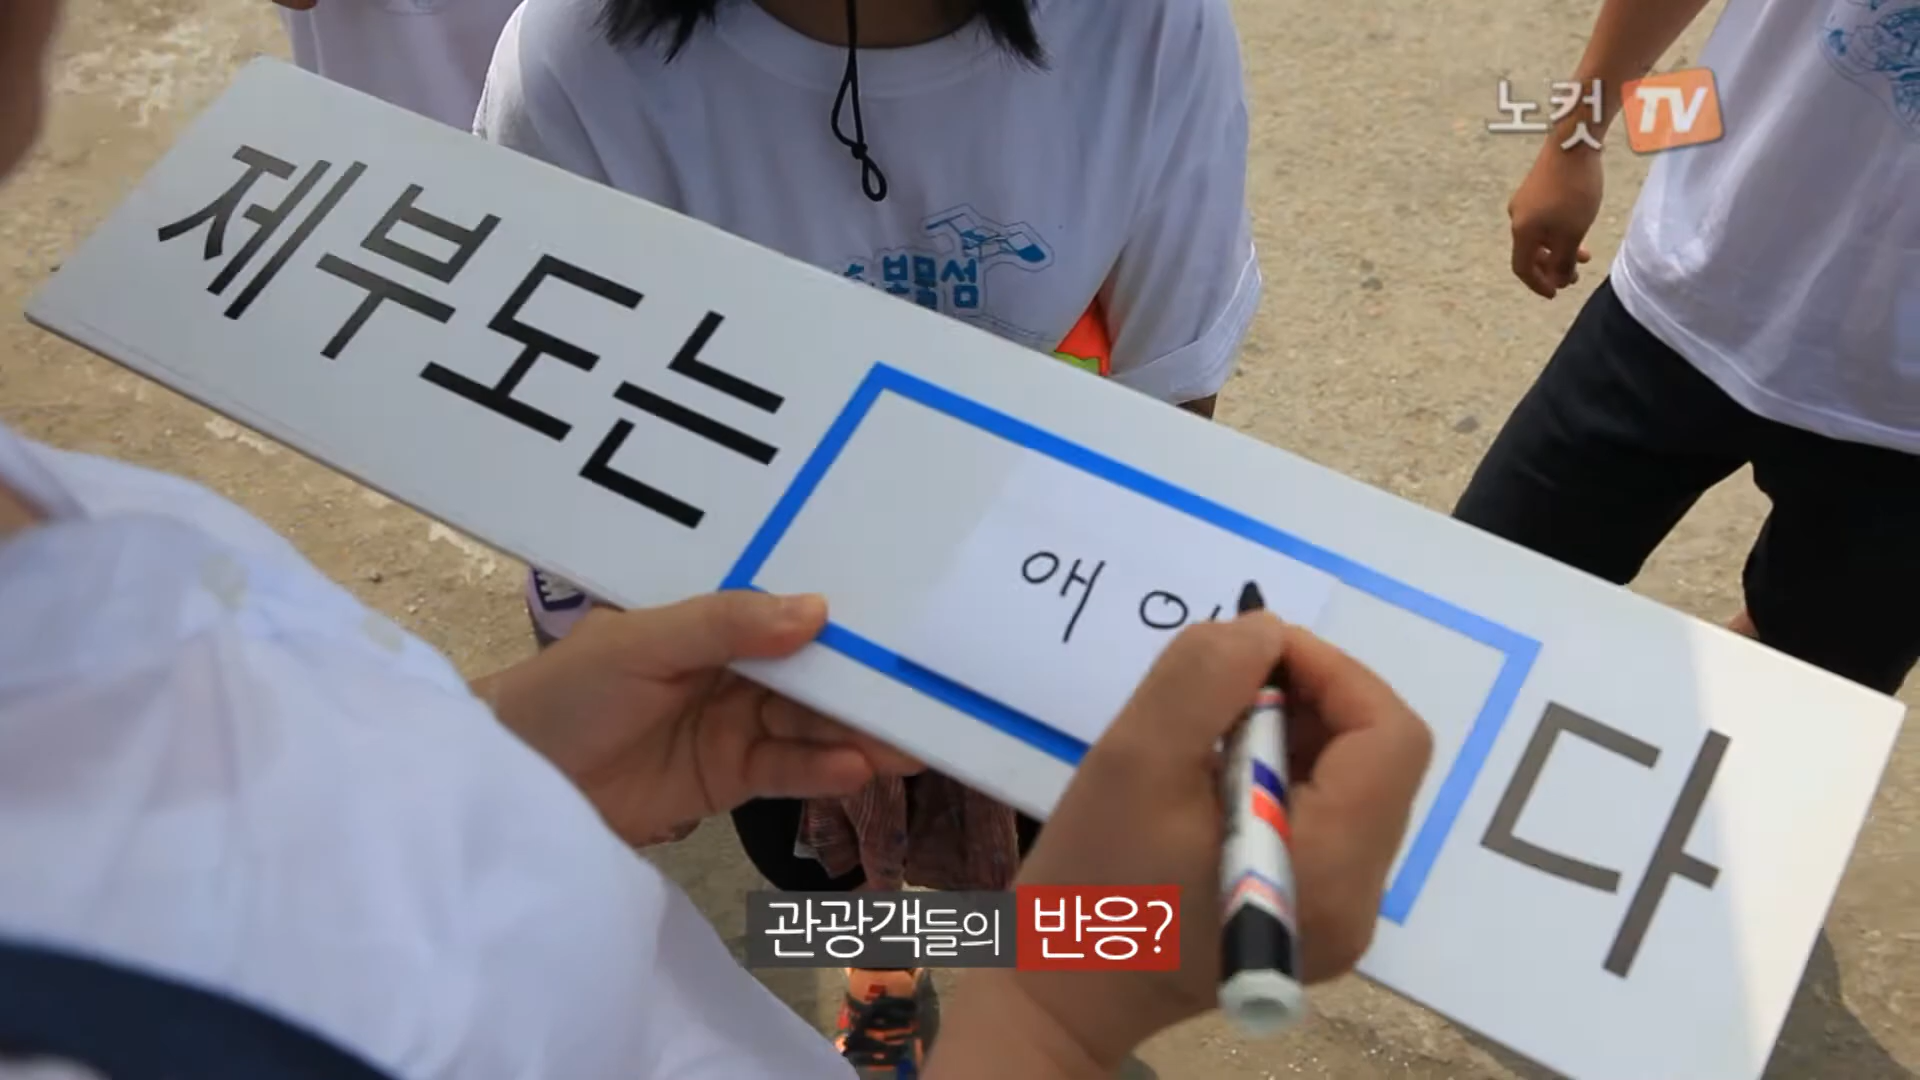 노컷 TV
제부도는
애
다
보물섬
관광객들의 반응?